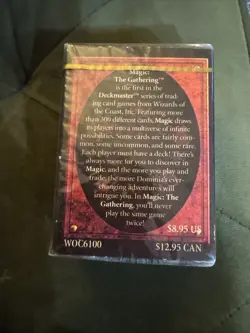 Magic:
The Gathering™
is the first in the
Deckmaster™ series of trad-
ing card games from Wizards of
the Coast, Inc. Featuring more
than 300 different cards, Magic draws
its players into a multiverse of infinite
possibilities. Some cards are fairly com-
mon, some uncommon, and some rare.
Each player must have a deck! There's
always more for you to discover in
Magic, and the more you play and
trade, the more Dominia's ever-
changing adventures will
intrigue you. In Magic: The
Gathering, you'll never
play the same game
twice!
$8.95 US
WOC6100
$12.95 CAN